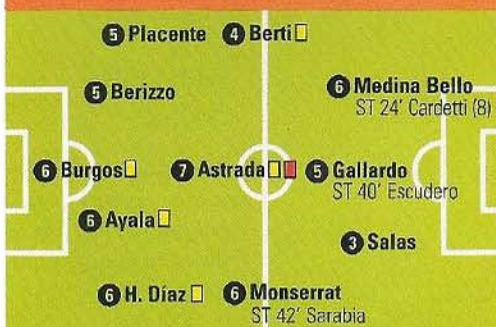 5 Placente 4 Berti
5 Berizzo
6 Medina Bello
ST 24' Cardetti (8)
6 Burgos 7 Astrada 5 Gallardo
ST 40' Escudero
6 Ayala
3 Salas
6 H. Díaz 6 Monserrat
ST 42' Sarabia